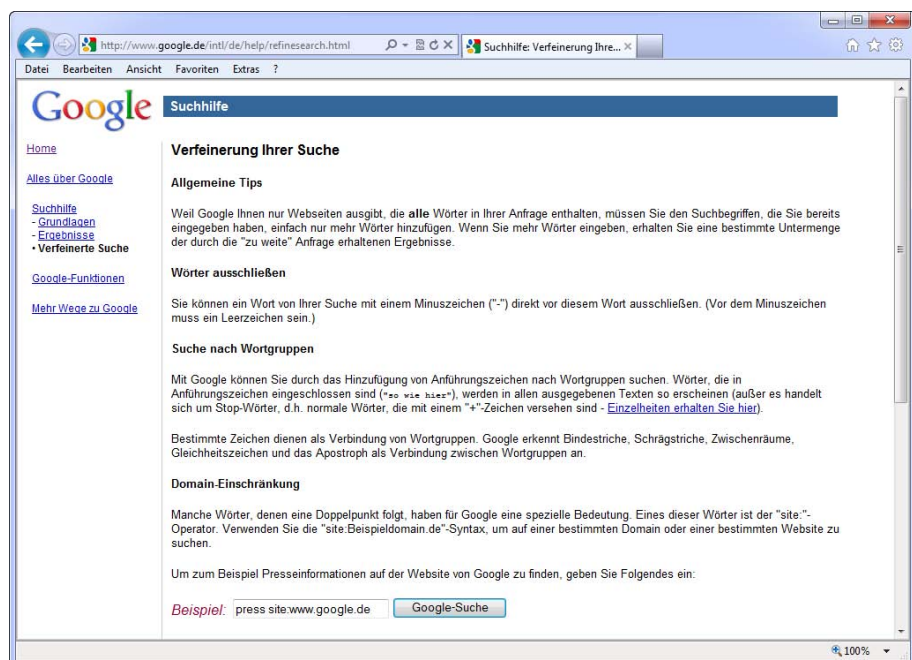 http://www.google.de/intl/de/help/refinesearch.html
Suchhilfe: Verfeinerung Ihre...
Datei Bearbeiten Ansicht Favoriten Extras ?
Google
Suchhilfe
Home
Alles über Google
Suchhilfe
- Grundlagen
- Ergebnisse
• Verfeinerte Suche
Google-Funktionen
Mehr Wege zu Google
Verfeinerung Ihrer Suche
Allgemeine Tips
Weil Google Ihnen nur Webseiten ausgibt, die alle Wörter in Ihrer Anfrage enthalten, müssen Sie den Suchbegriffen, die Sie bereits
eingegeben haben, einfach nur mehr Wörter hinzufügen. Wenn Sie mehr Wörter eingeben, erhalten Sie eine bestimmte Untermenge
der durch die "zu weite" Anfrage erhaltenen Ergebnisse.
Wörter ausschließen
Sie können ein Wort von Ihrer Suche mit einem Minuszeichen ("-") direkt vor diesem Wort ausschließen. (Vor dem Minuszeichen
muss ein Leerzeichen sein.)
Suche nach Wortgruppen
Mit Google können Sie durch das Hinzufügung von Anführungszeichen nach Wortgruppen suchen. Wörter, die in
Anführungszeichen eingeschlossen sind ("so wie hier"), werden in allen ausgegebenen Texten so erscheinen (außer es handelt
sich um Stop-Wörter, d.h. normale Wörter, die mit einem "+"-Zeichen versehen sind - Einzelheiten erhalten Sie hier).
Bestimmte Zeichen dienen als Verbindung von Wortgruppen. Google erkennt Bindestriche, Schrägstriche, Zwischenräume,
Gleichheitszeichen und das Apostroph als Verbindung zwischen Wortgruppen an.
Domain-Einschränkung
Manche Wörter, denen eine Doppelpunkt folgt, haben für Google eine spezielle Bedeutung. Eines dieser Wörter ist der "site:"-
Operator. Verwenden Sie die "site:Beispieldomain.de"-Syntax, um auf einer bestimmten Domain oder einer bestimmten Website zu
suchen.
Um zum Beispiel Presseinformationen auf der Website von Google zu finden, geben Sie Folgendes ein:
Beispiel: press site:www.google.de Google-Suche
100%